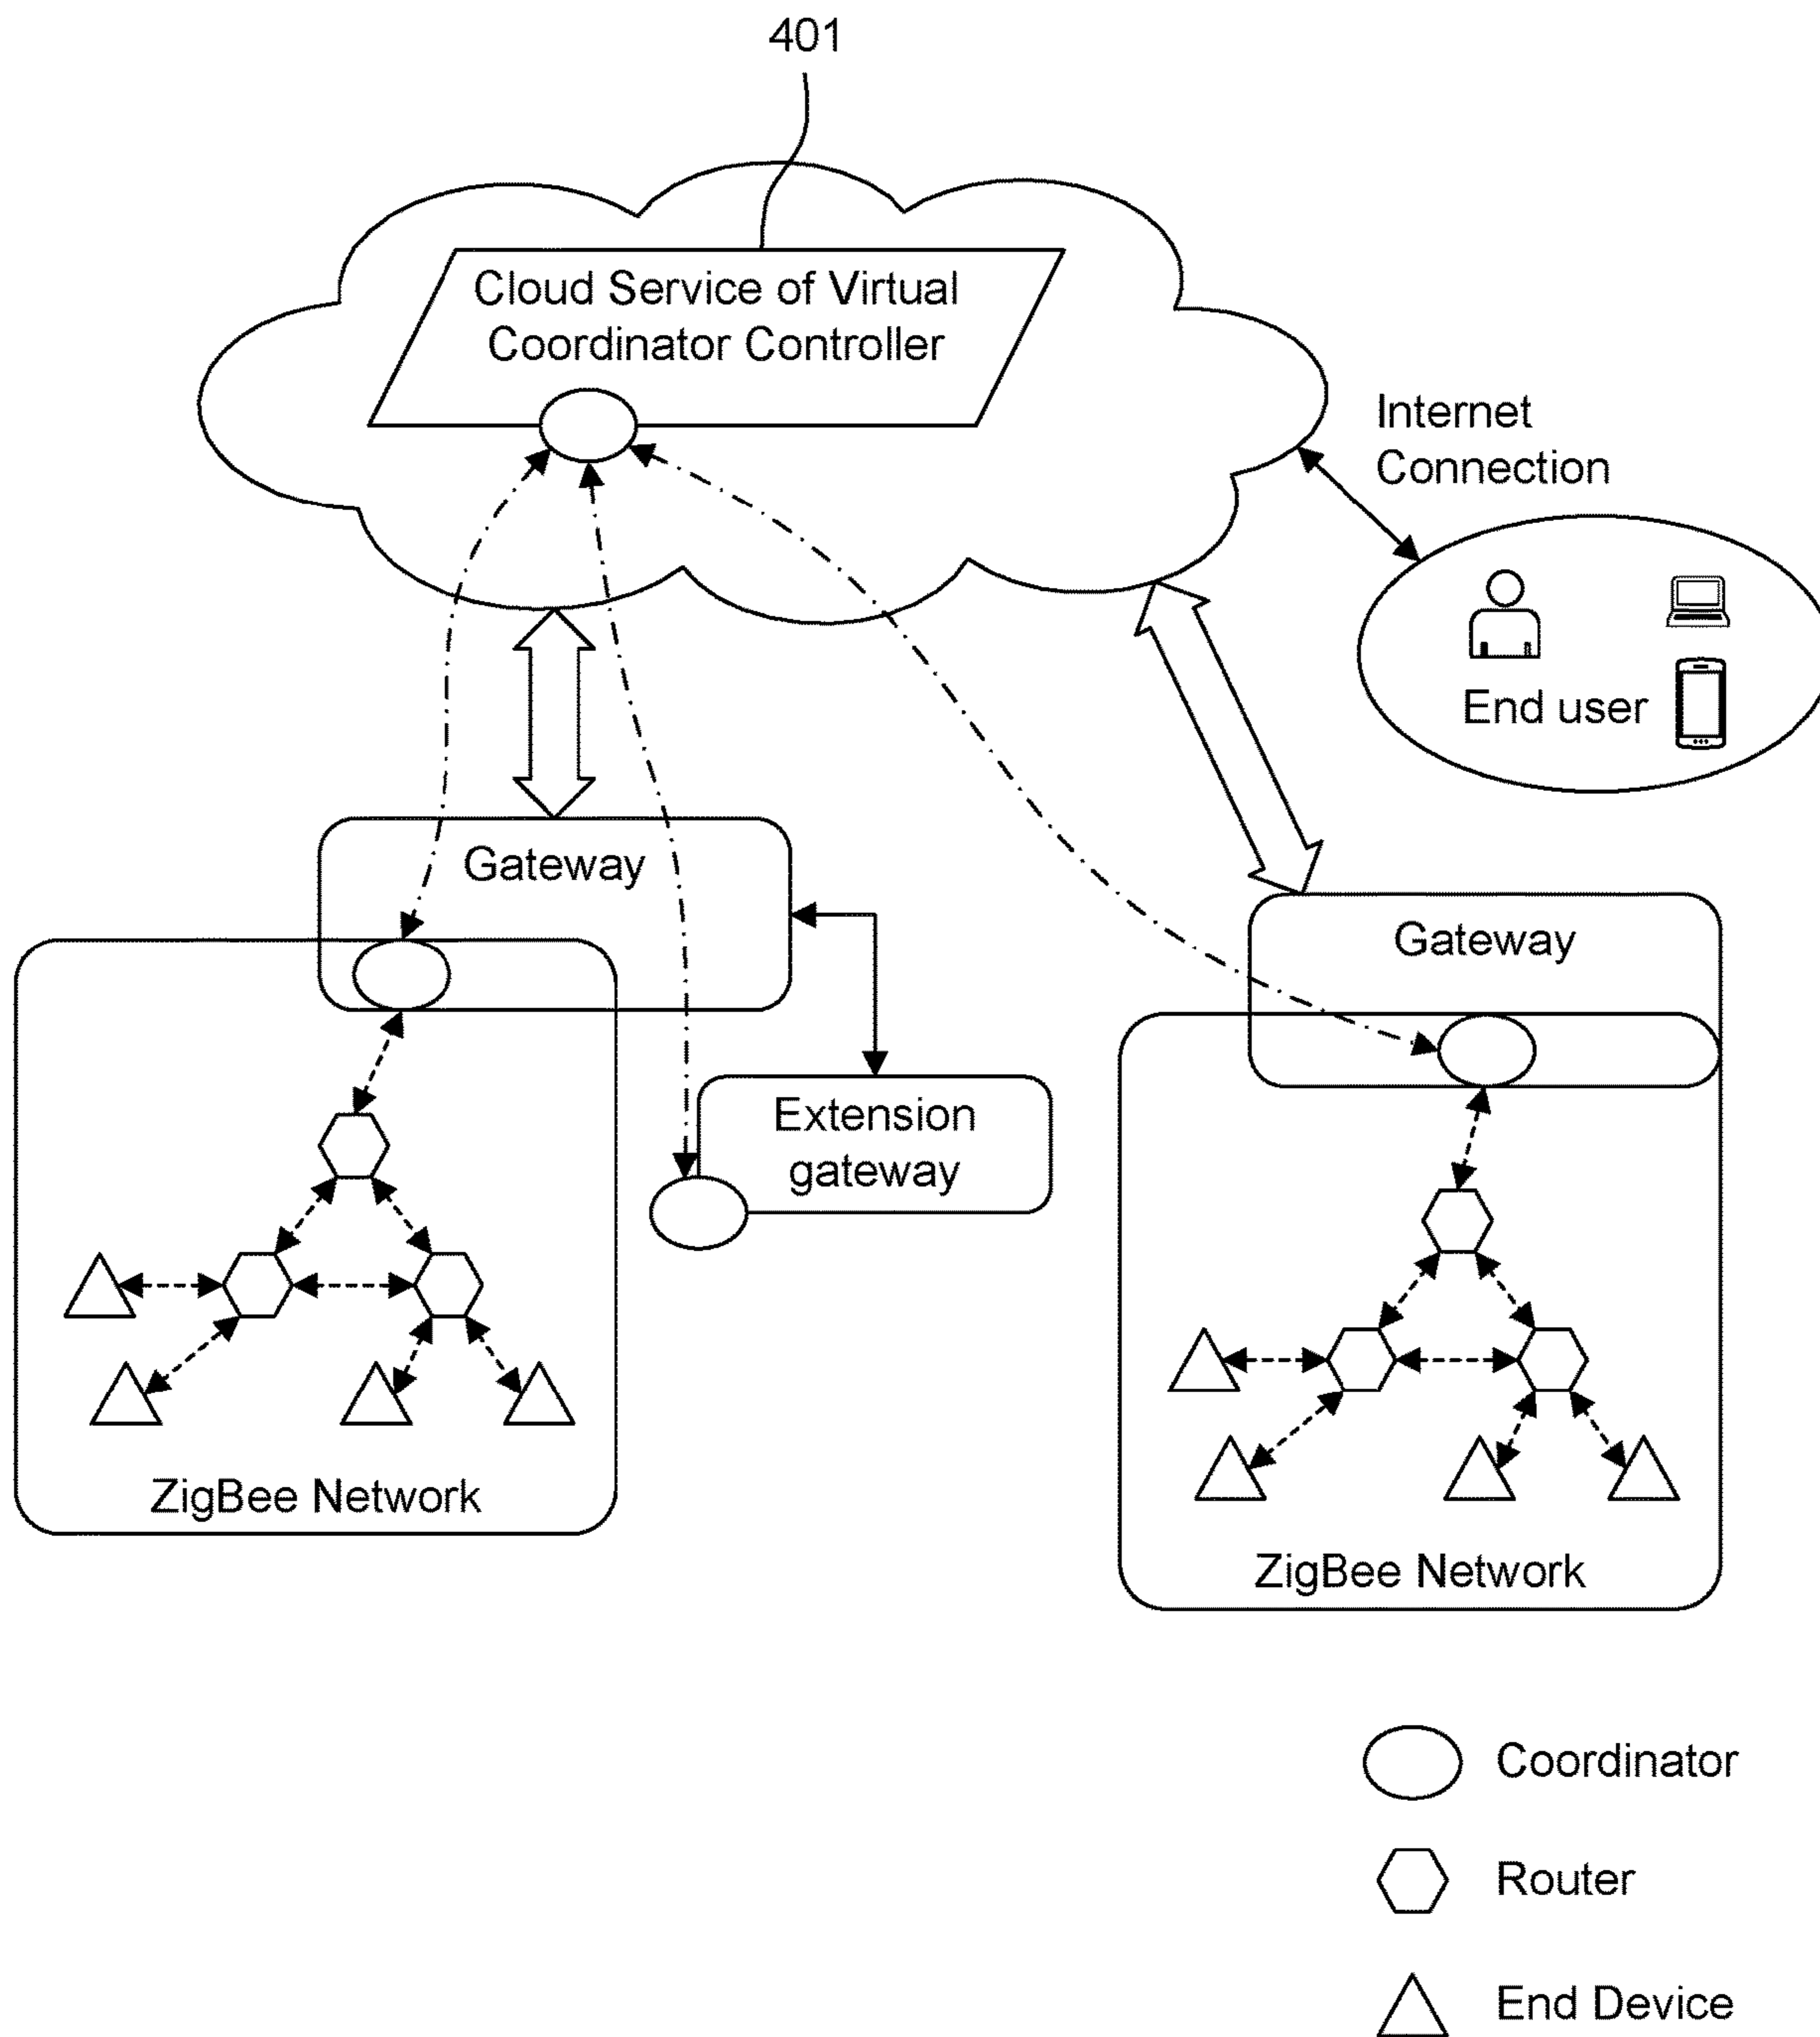 401
Cloud Service of Virtual
Coordinator Controller
Internet
Connection
End user
Gateway
Gateway
Extension
gateway
ZigBee Network
ZigBee Network
Coordinator
Router
End Device